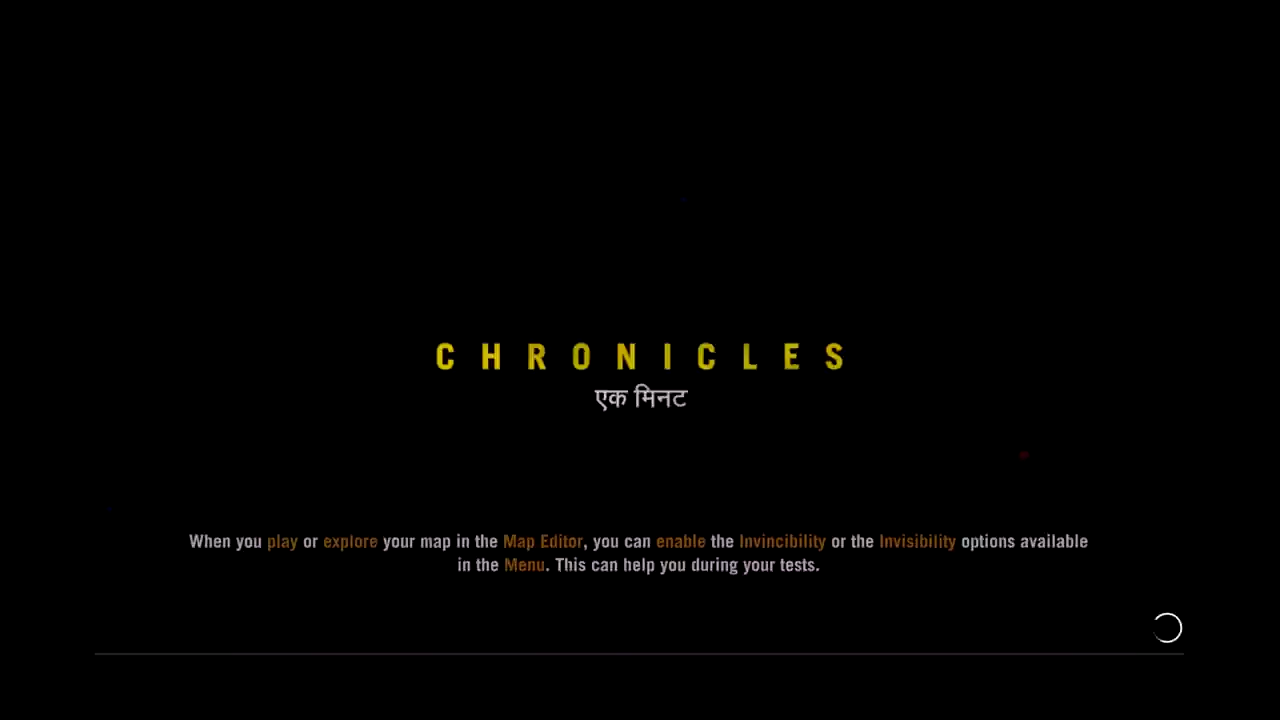 CHRONICLES
एक मिनट
When you play or explore your map in the Map Editor, you can enable the Invincibility or the Invisibility options available
in the Menu. This can help you during your tests.